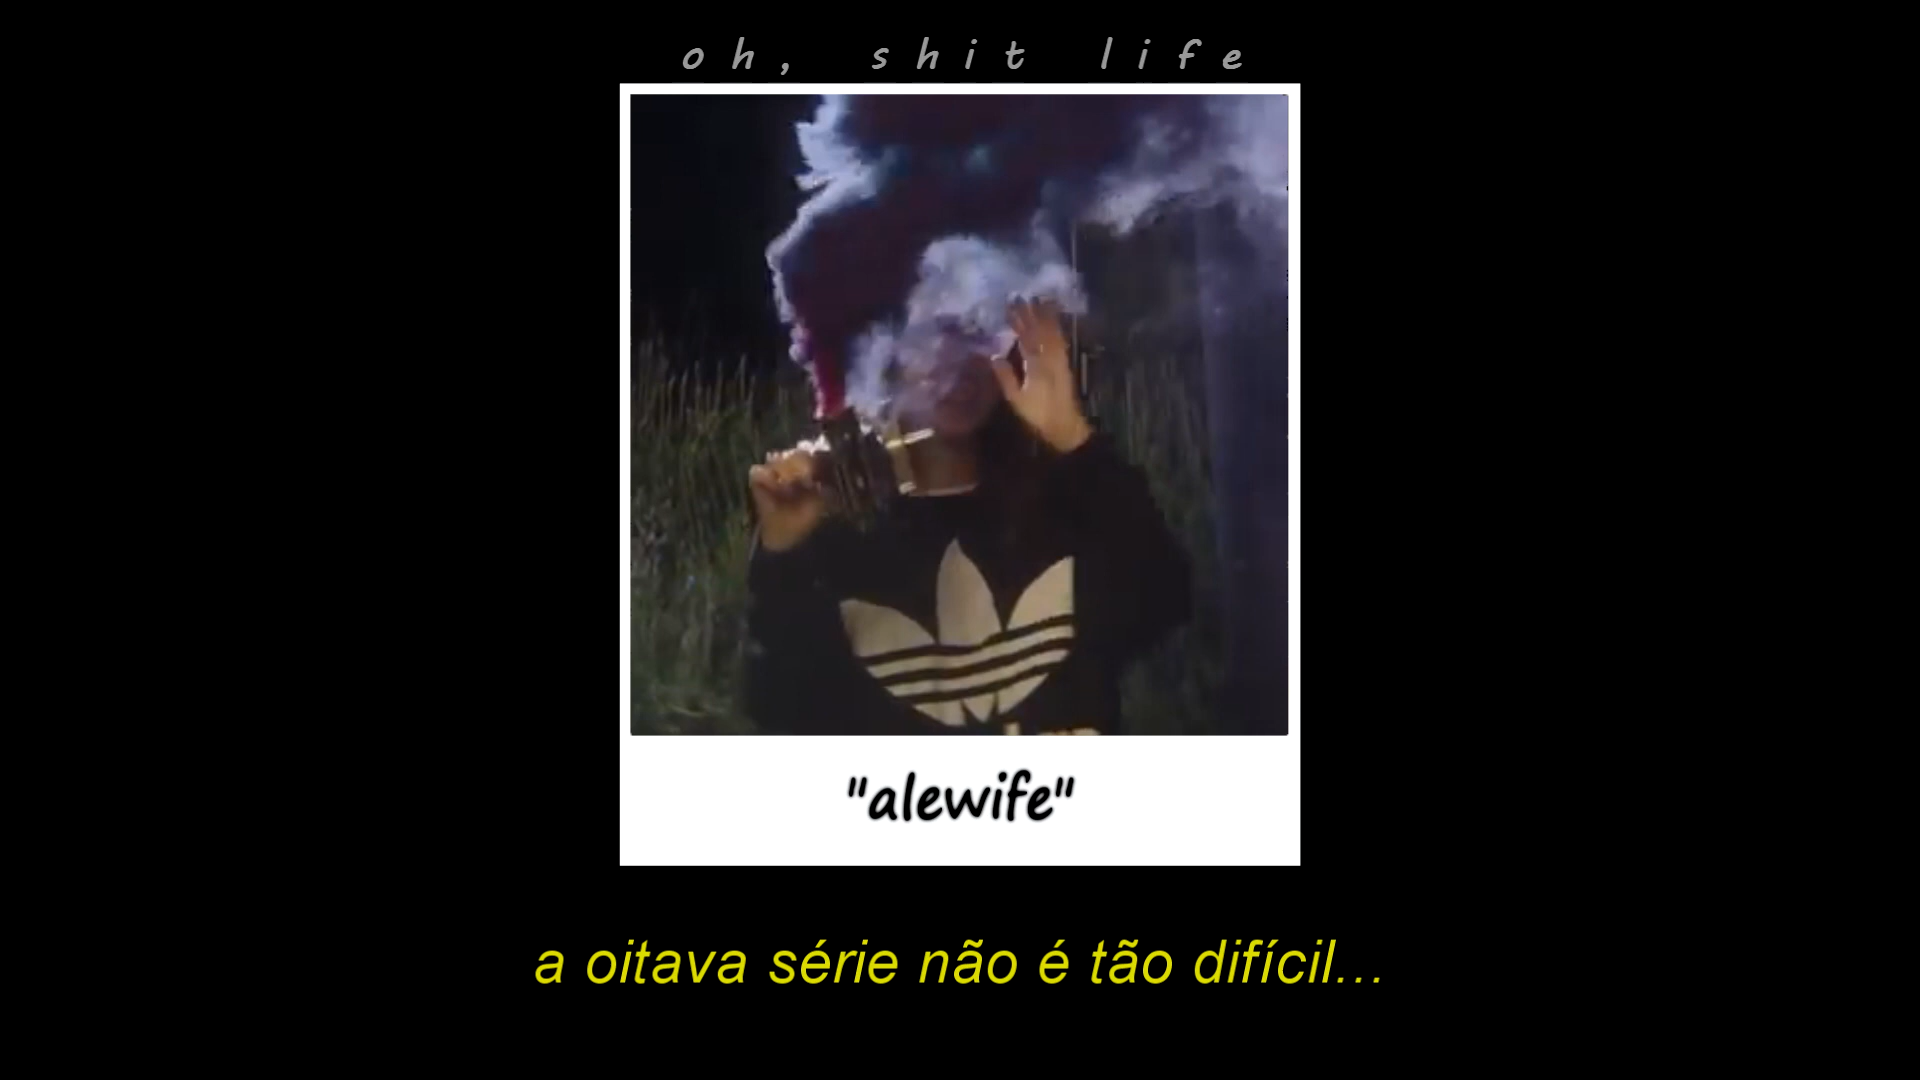 oh, shit life
"alewife"
a oitava série não é tão difícil...